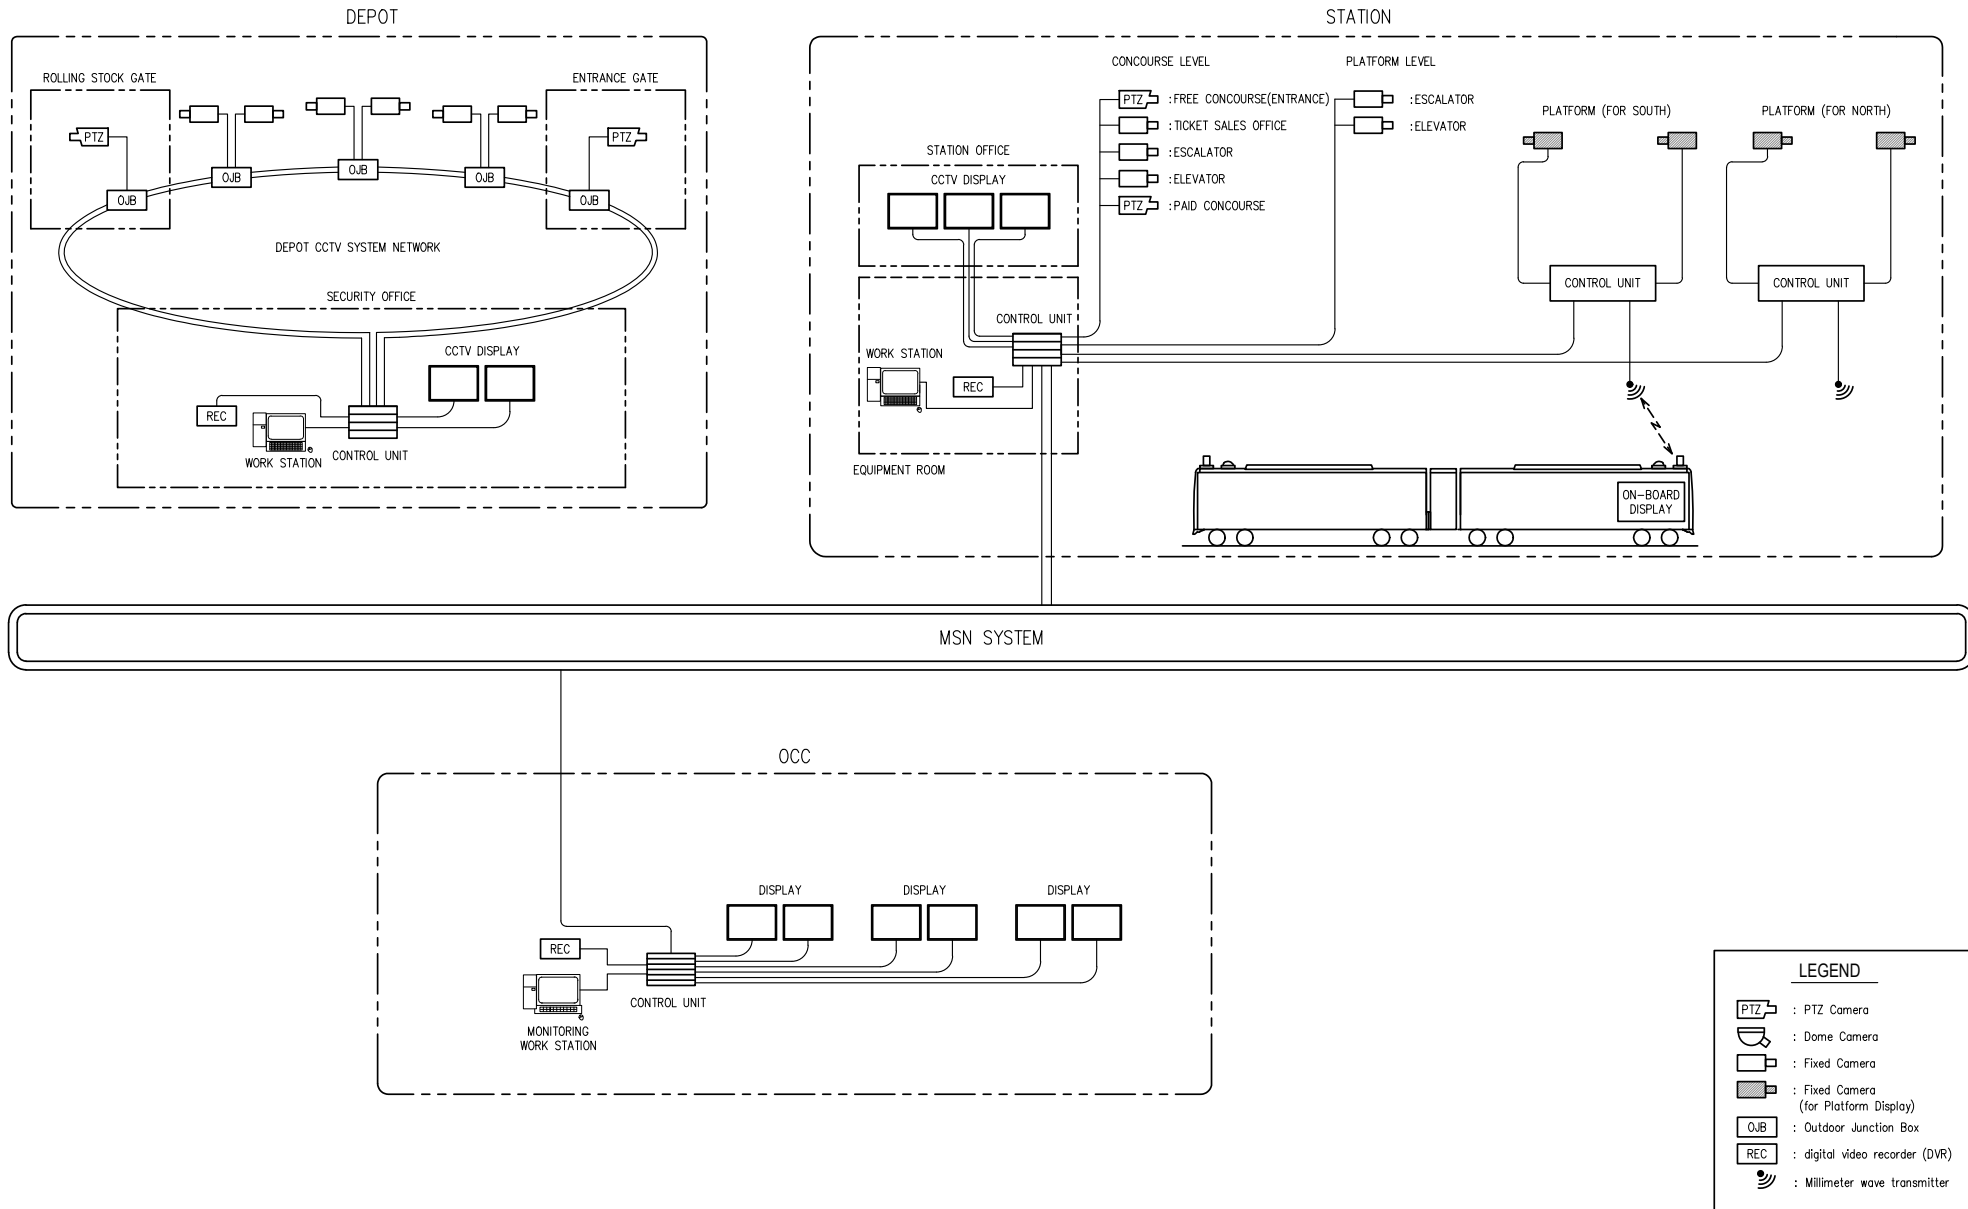 DEPOT
ROLLING STOCK GATE
ENTRANCE GATE
PTZ
PTZ
OJB
OJB
OJB
OJB
OJB
DEPOT CCTV SYSTEM NETWORK
SECURITY OFFICE
CCTV DISPLAY
REC
WORK STATION
CONTROL UNIT
STATION
CONCOURSE LEVEL
PTZ :FREE CONCOURSE(ENTRANCE)
:TICKET SALES OFFICE
:ESCALATOR
:ELEVATOR
PTZ :PAID CONCOURSE
PLATFORM LEVEL
:ESCALATOR
:ELEVATOR
PLATFORM (FOR SOUTH)
PLATFORM (FOR NORTH)
CONTROL UNIT
CONTROL UNIT
STATION OFFICE
CCTV DISPLAY
CONTROL UNIT
WORK STATION
REC
EQUIPMENT ROOM
ON-BOARD
DISPLAY
MSN SYSTEM
OCC
DISPLAY
DISPLAY
DISPLAY
REC
CONTROL UNIT
MONITORING
WORK STATION
LEGEND
PTZ : PTZ Camera
: Dome Camera
: Fixed Camera
: Fixed Camera
(for Platform Display)
OJB : Outdoor Junction Box
REC : digital video recorder (DVR)
: Millimeter wave transmitter